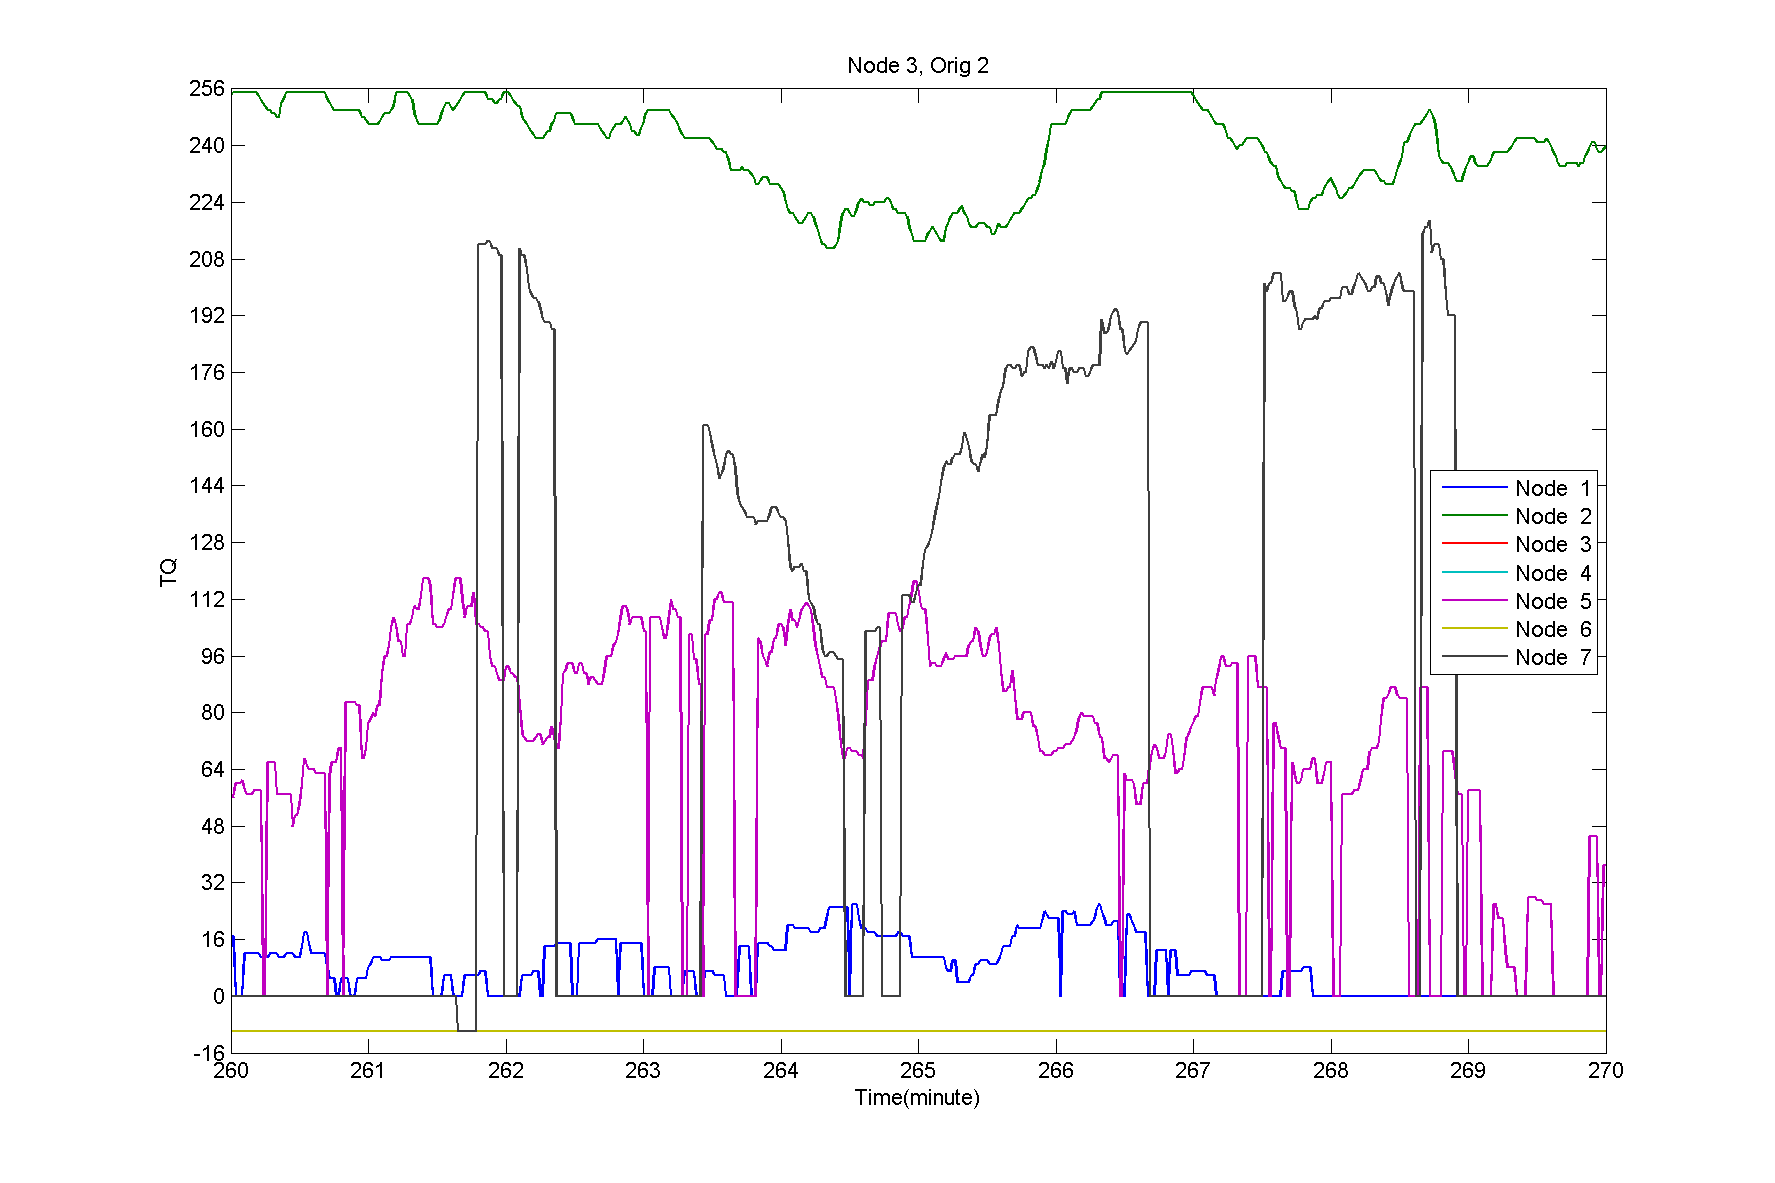 Node 3, Orig 2
256
240
224
208
192
176
160
144
128
112
96
80
64
48
32
16
0
-16
TQ
Node 1
Node 2
Node 3
Node 4
Node 5
Node 6
Node 7
260 261 262 263 264 265 266 267 268 269 270
Time(minute)